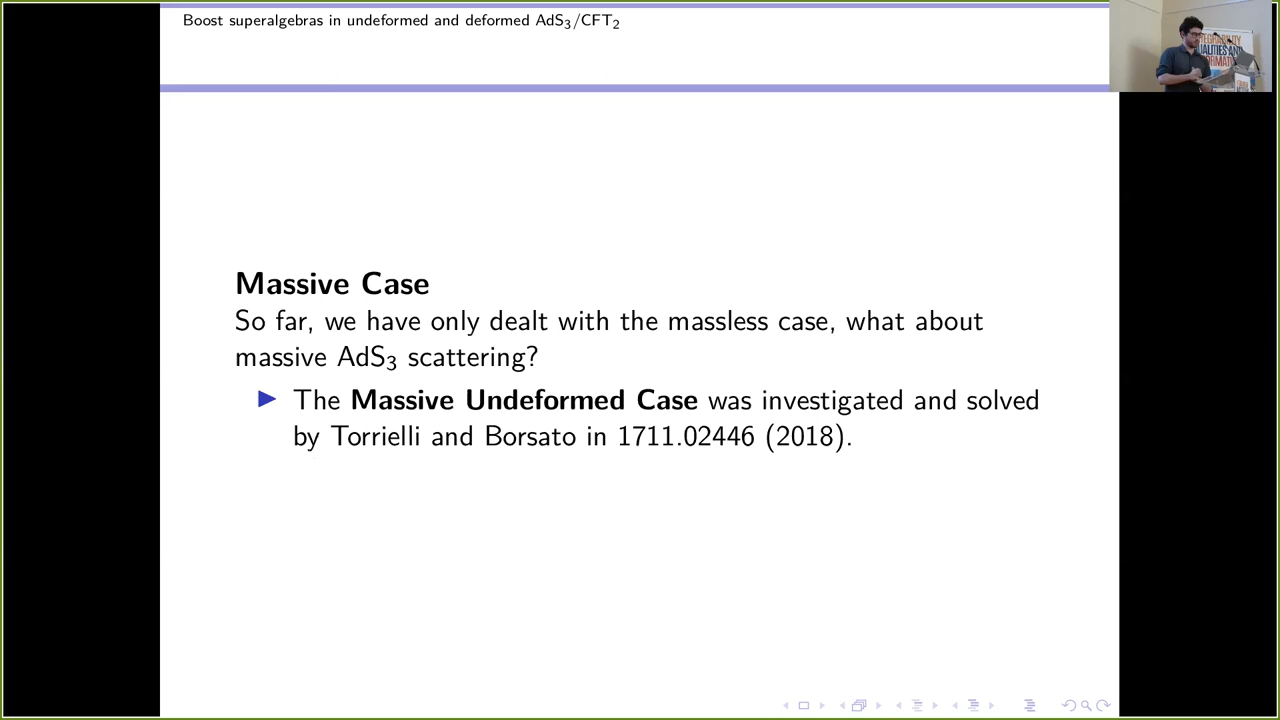 Boost superalgebras in undeformed and deformed AdS₃/CFT₂
Massive Case
So far, we have only dealt with the massless case, what about
massive AdS₃ scattering?
The Massive Undeformed Case was investigated and solved
by Torrielli and Borsato in 1711.02446 (2018).